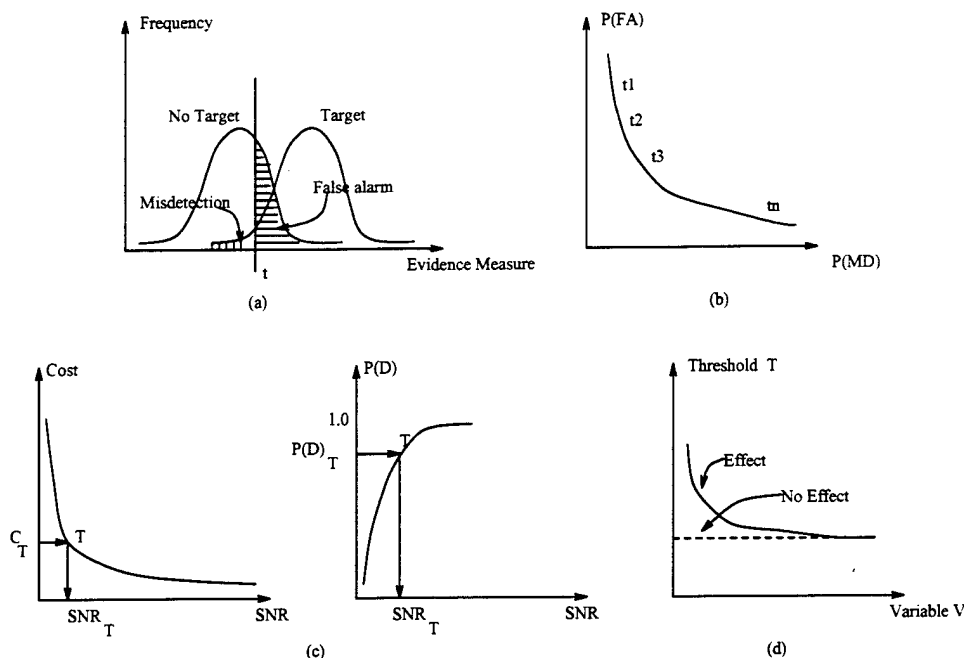 Frequency
No Target
Target
Misdetection
False alarm
t
Evidence Measure
(a)
P(FA)
t1
t2
t3
tn
P(MD)
(b)
Cost
C T
T
SNR T
SNR
P(D)
1.0
P(D) T
T
SNR T
SNR
(c)
Threshold T
Effect
No Effect
Variable V
(d)